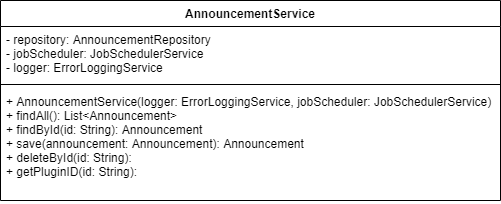 AnnouncementService
- repository: AnnouncementRepository
- jobScheduler: JobSchedulerService
- logger: ErrorLoggingService
+ AnnouncementService(logger: ErrorLoggingService, jobScheduler: JobSchedulerService)
+ findAll(): List<Announcement>
+ findById(id: String): Announcement
+ save(announcement: Announcement): Announcement
+ deleteById(id: String):
+ getPluginID(id: String):